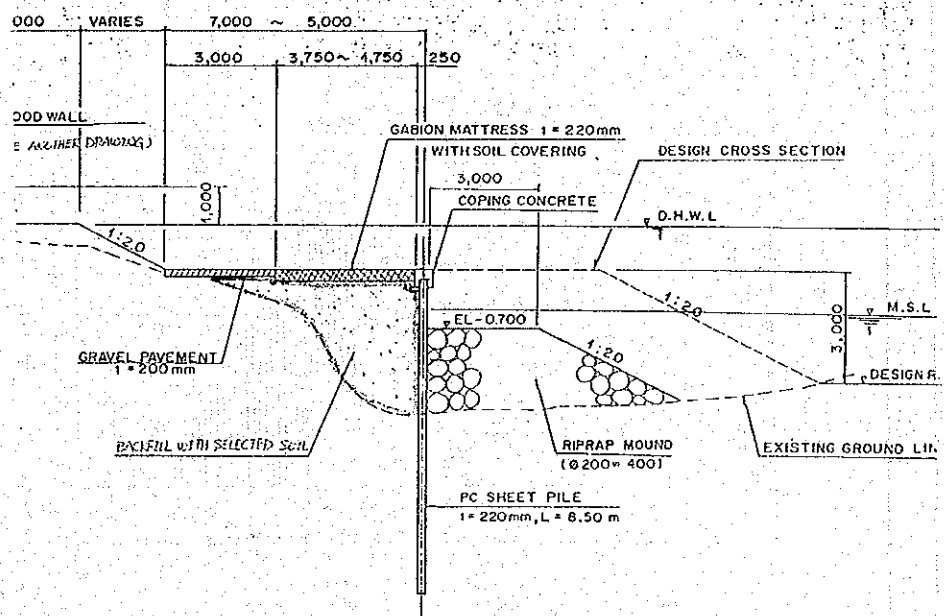 000 VARIES 7,000 ~ 5,000
3,000 3,750 ~ 1,750 250
OOD WALL
E ANOTHER DRAWING)
GABION MATTRESS t = 220mm
WITH SOIL COVERING
DESIGN CROSS SECTION
3,000
COPING CONCRETE
1,000
D.H.W.L
1:2.0
1:2.0
M.S.L
3,000
EL-0.700
GRAVEL PAVEMENT
t = 200mm
1:2.0
DESIGN R.
BACKFILL WITH SELECTED SOIL
RIPRAP MOUND
(Ø200~400)
EXISTING GROUND LIN
PC SHEET PILE
t = 220mm, L = 8.50 m